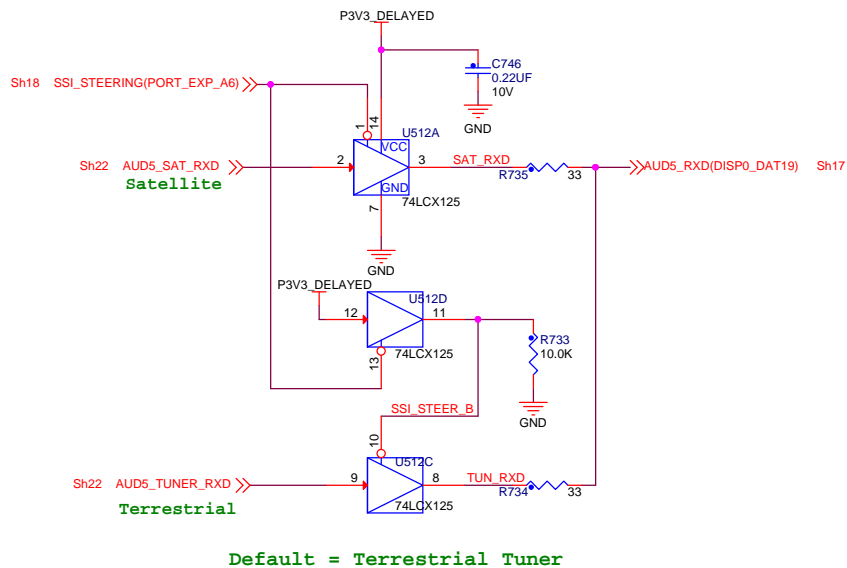 P3V3_DELAYED
C746
0.22UF
10V
GND
Sh18 SSI_STEERING(PORT_EXP_A6)
1
14
U512A
VCC
Sh22 AUD5_SAT_RXD
2
3
SAT_RXD
R735
33
AUD5_RXD(DISP0_DAT19) Sh17
Satellite
GND
7
74LCX125
GND
P3V3_DELAYED
U512D
12
11
13
74LCX125
R733
10.0K
GND
SSI_STEER_B
10
U512C
Sh22 AUD5_TUNER_RXD
9
8
TUN_RXD
R734
33
74LCX125
Terrestrial
Default = Terrestrial Tuner